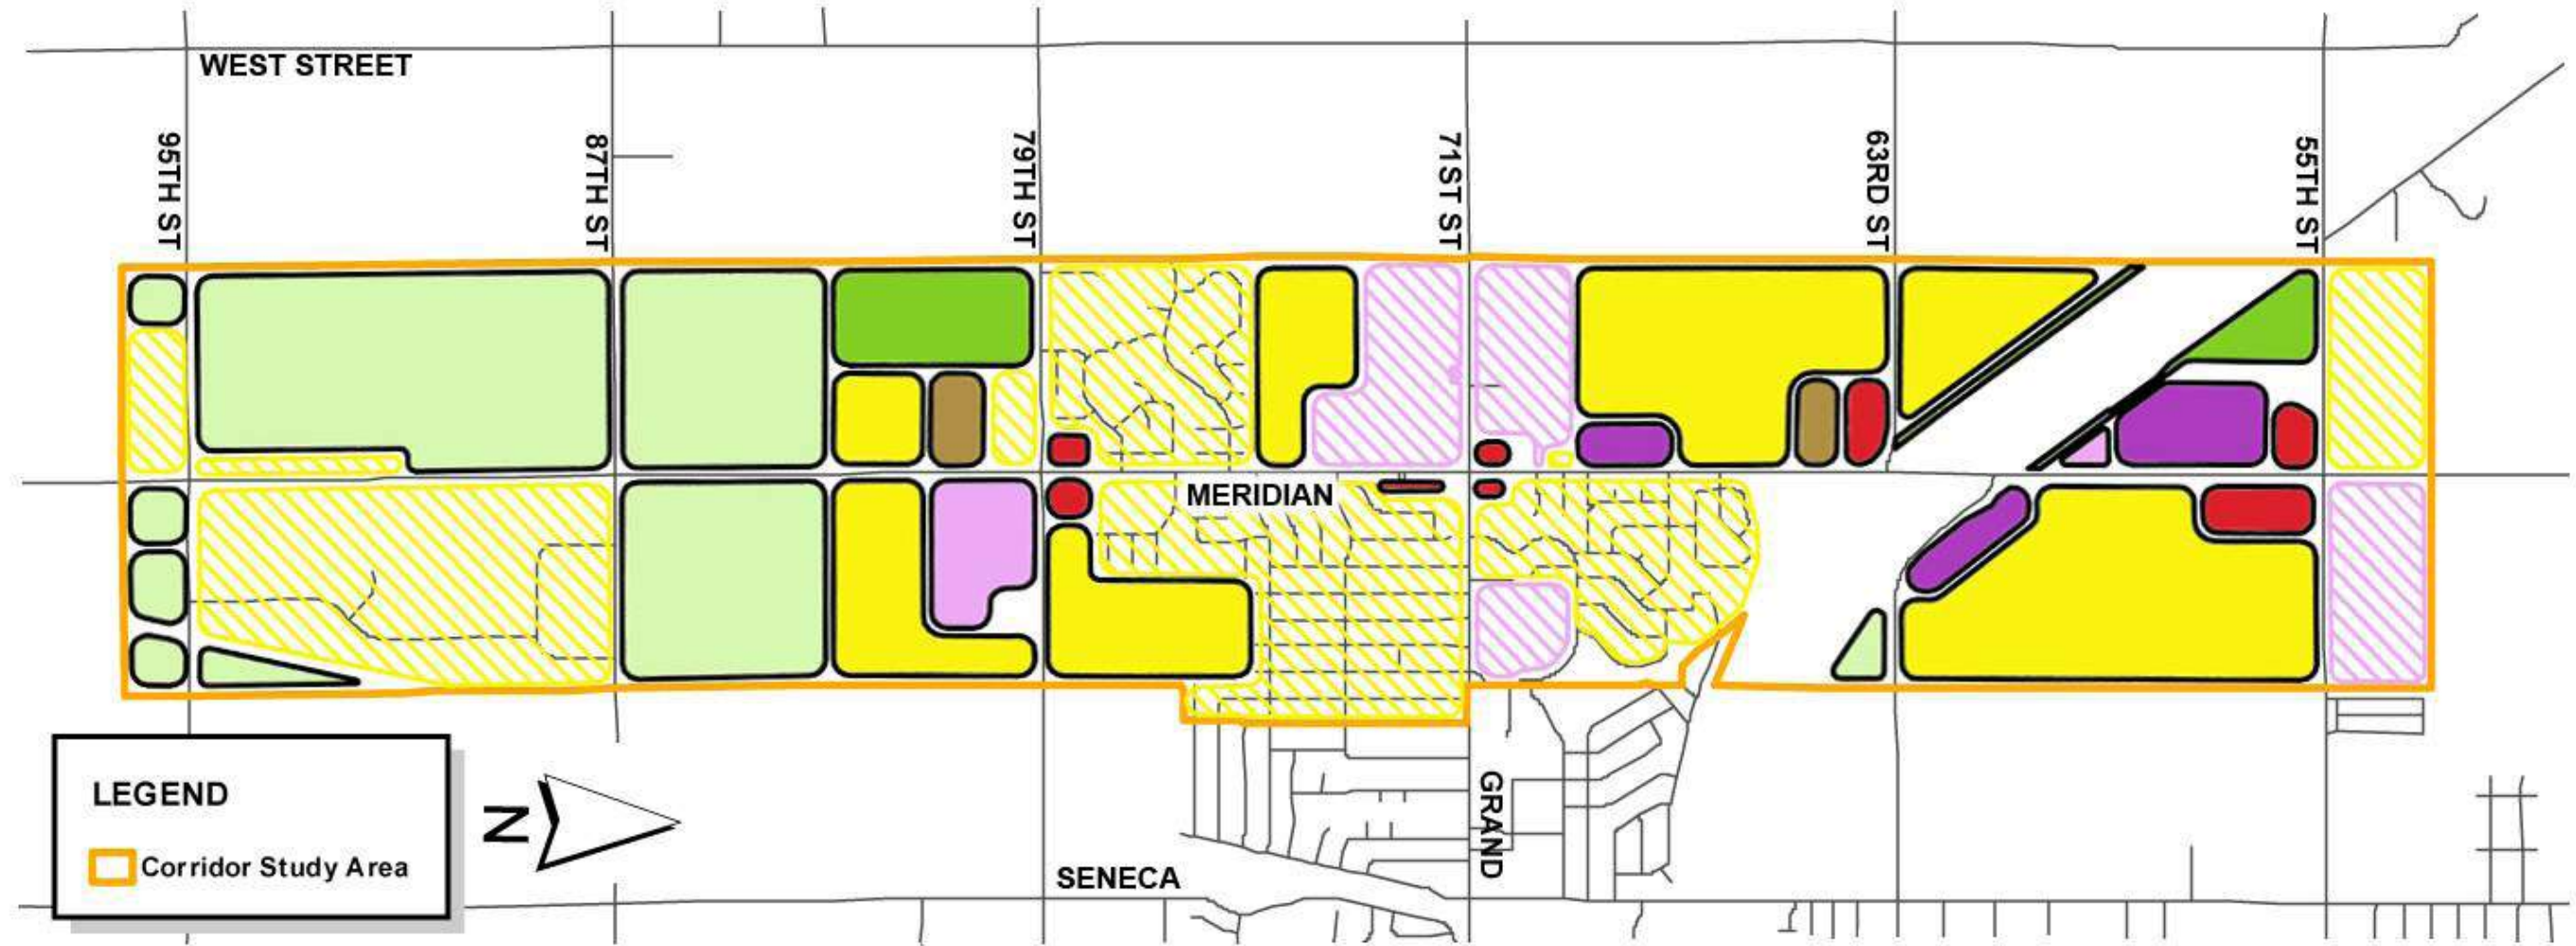 WEST STREET
95TH ST
87TH ST
79TH ST
71ST ST
63RD ST
55TH ST
MERIDIAN
LEGEND
Corridor Study Area
N
GRAND
SENECA